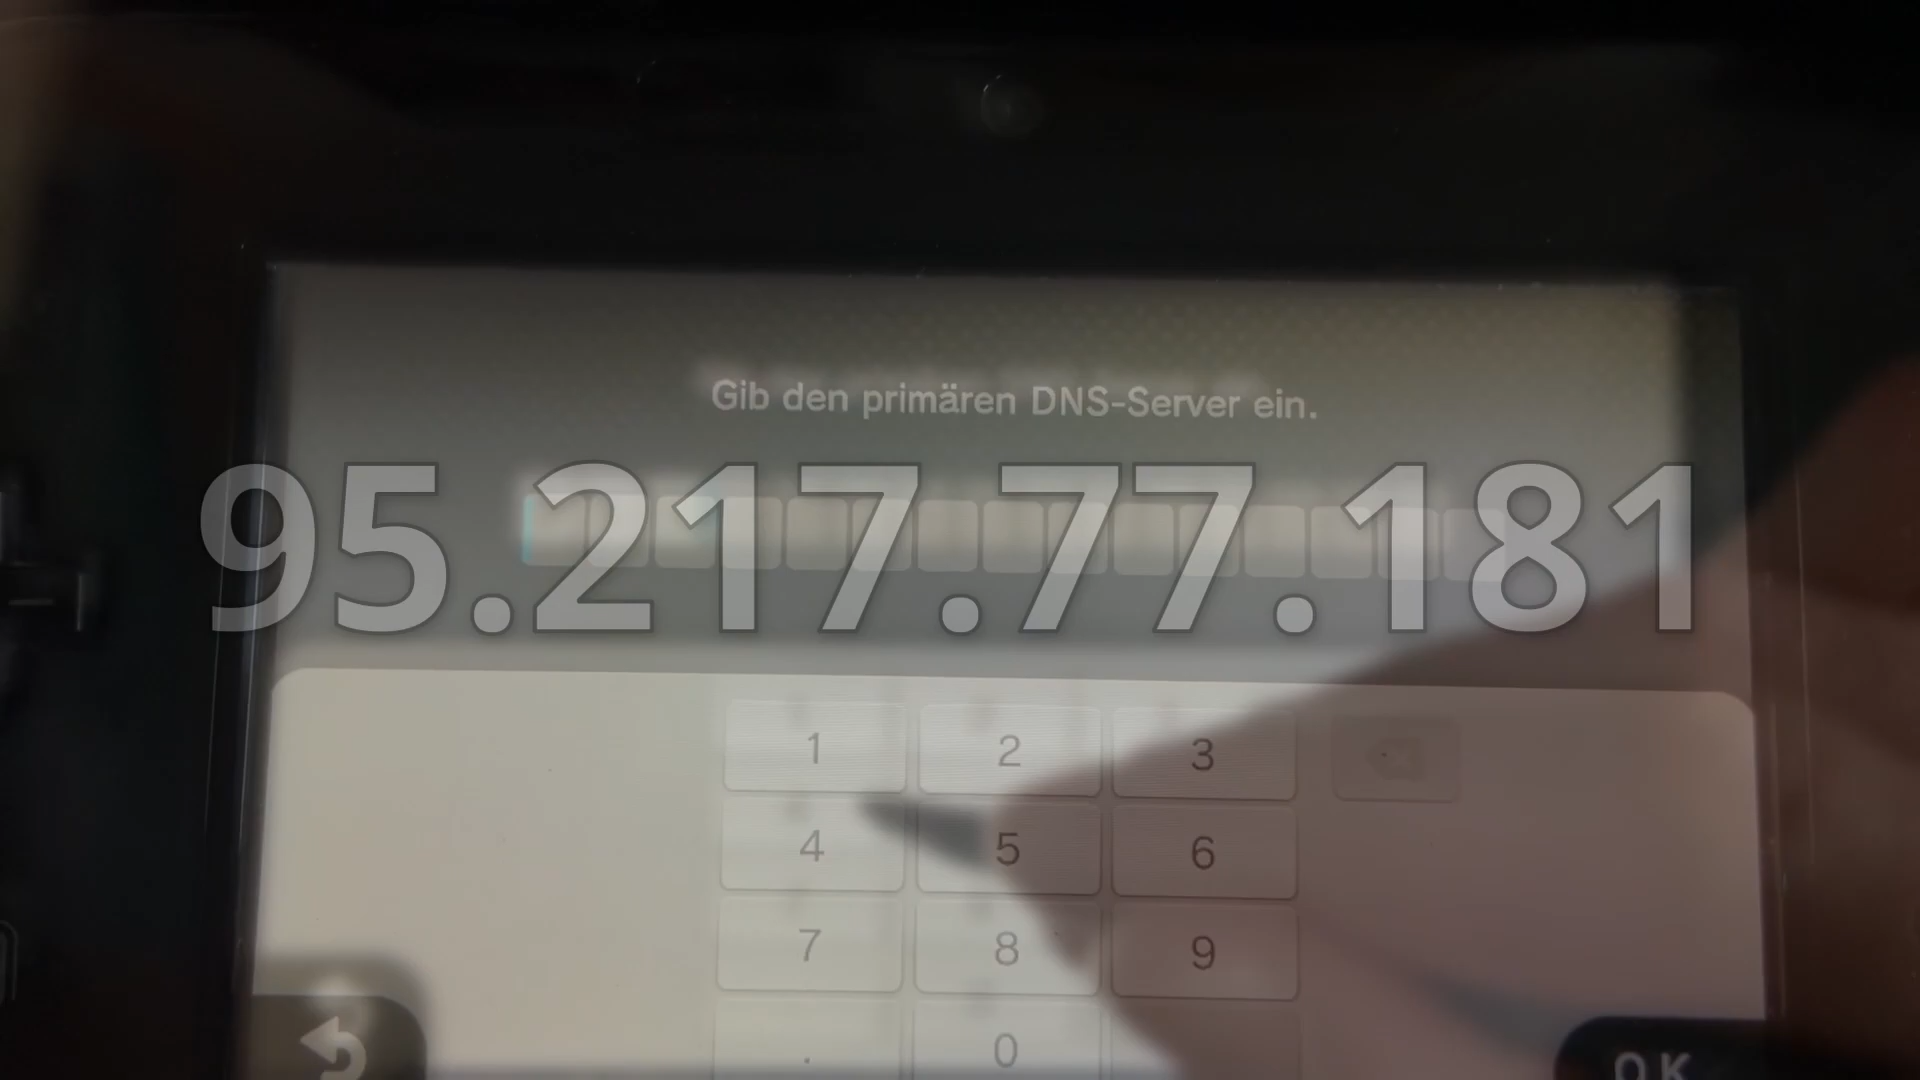 Gib den primären DNS-Server ein.
95.217.77.181
1 2 3
4 5 6
7 8 9
. 0
OK